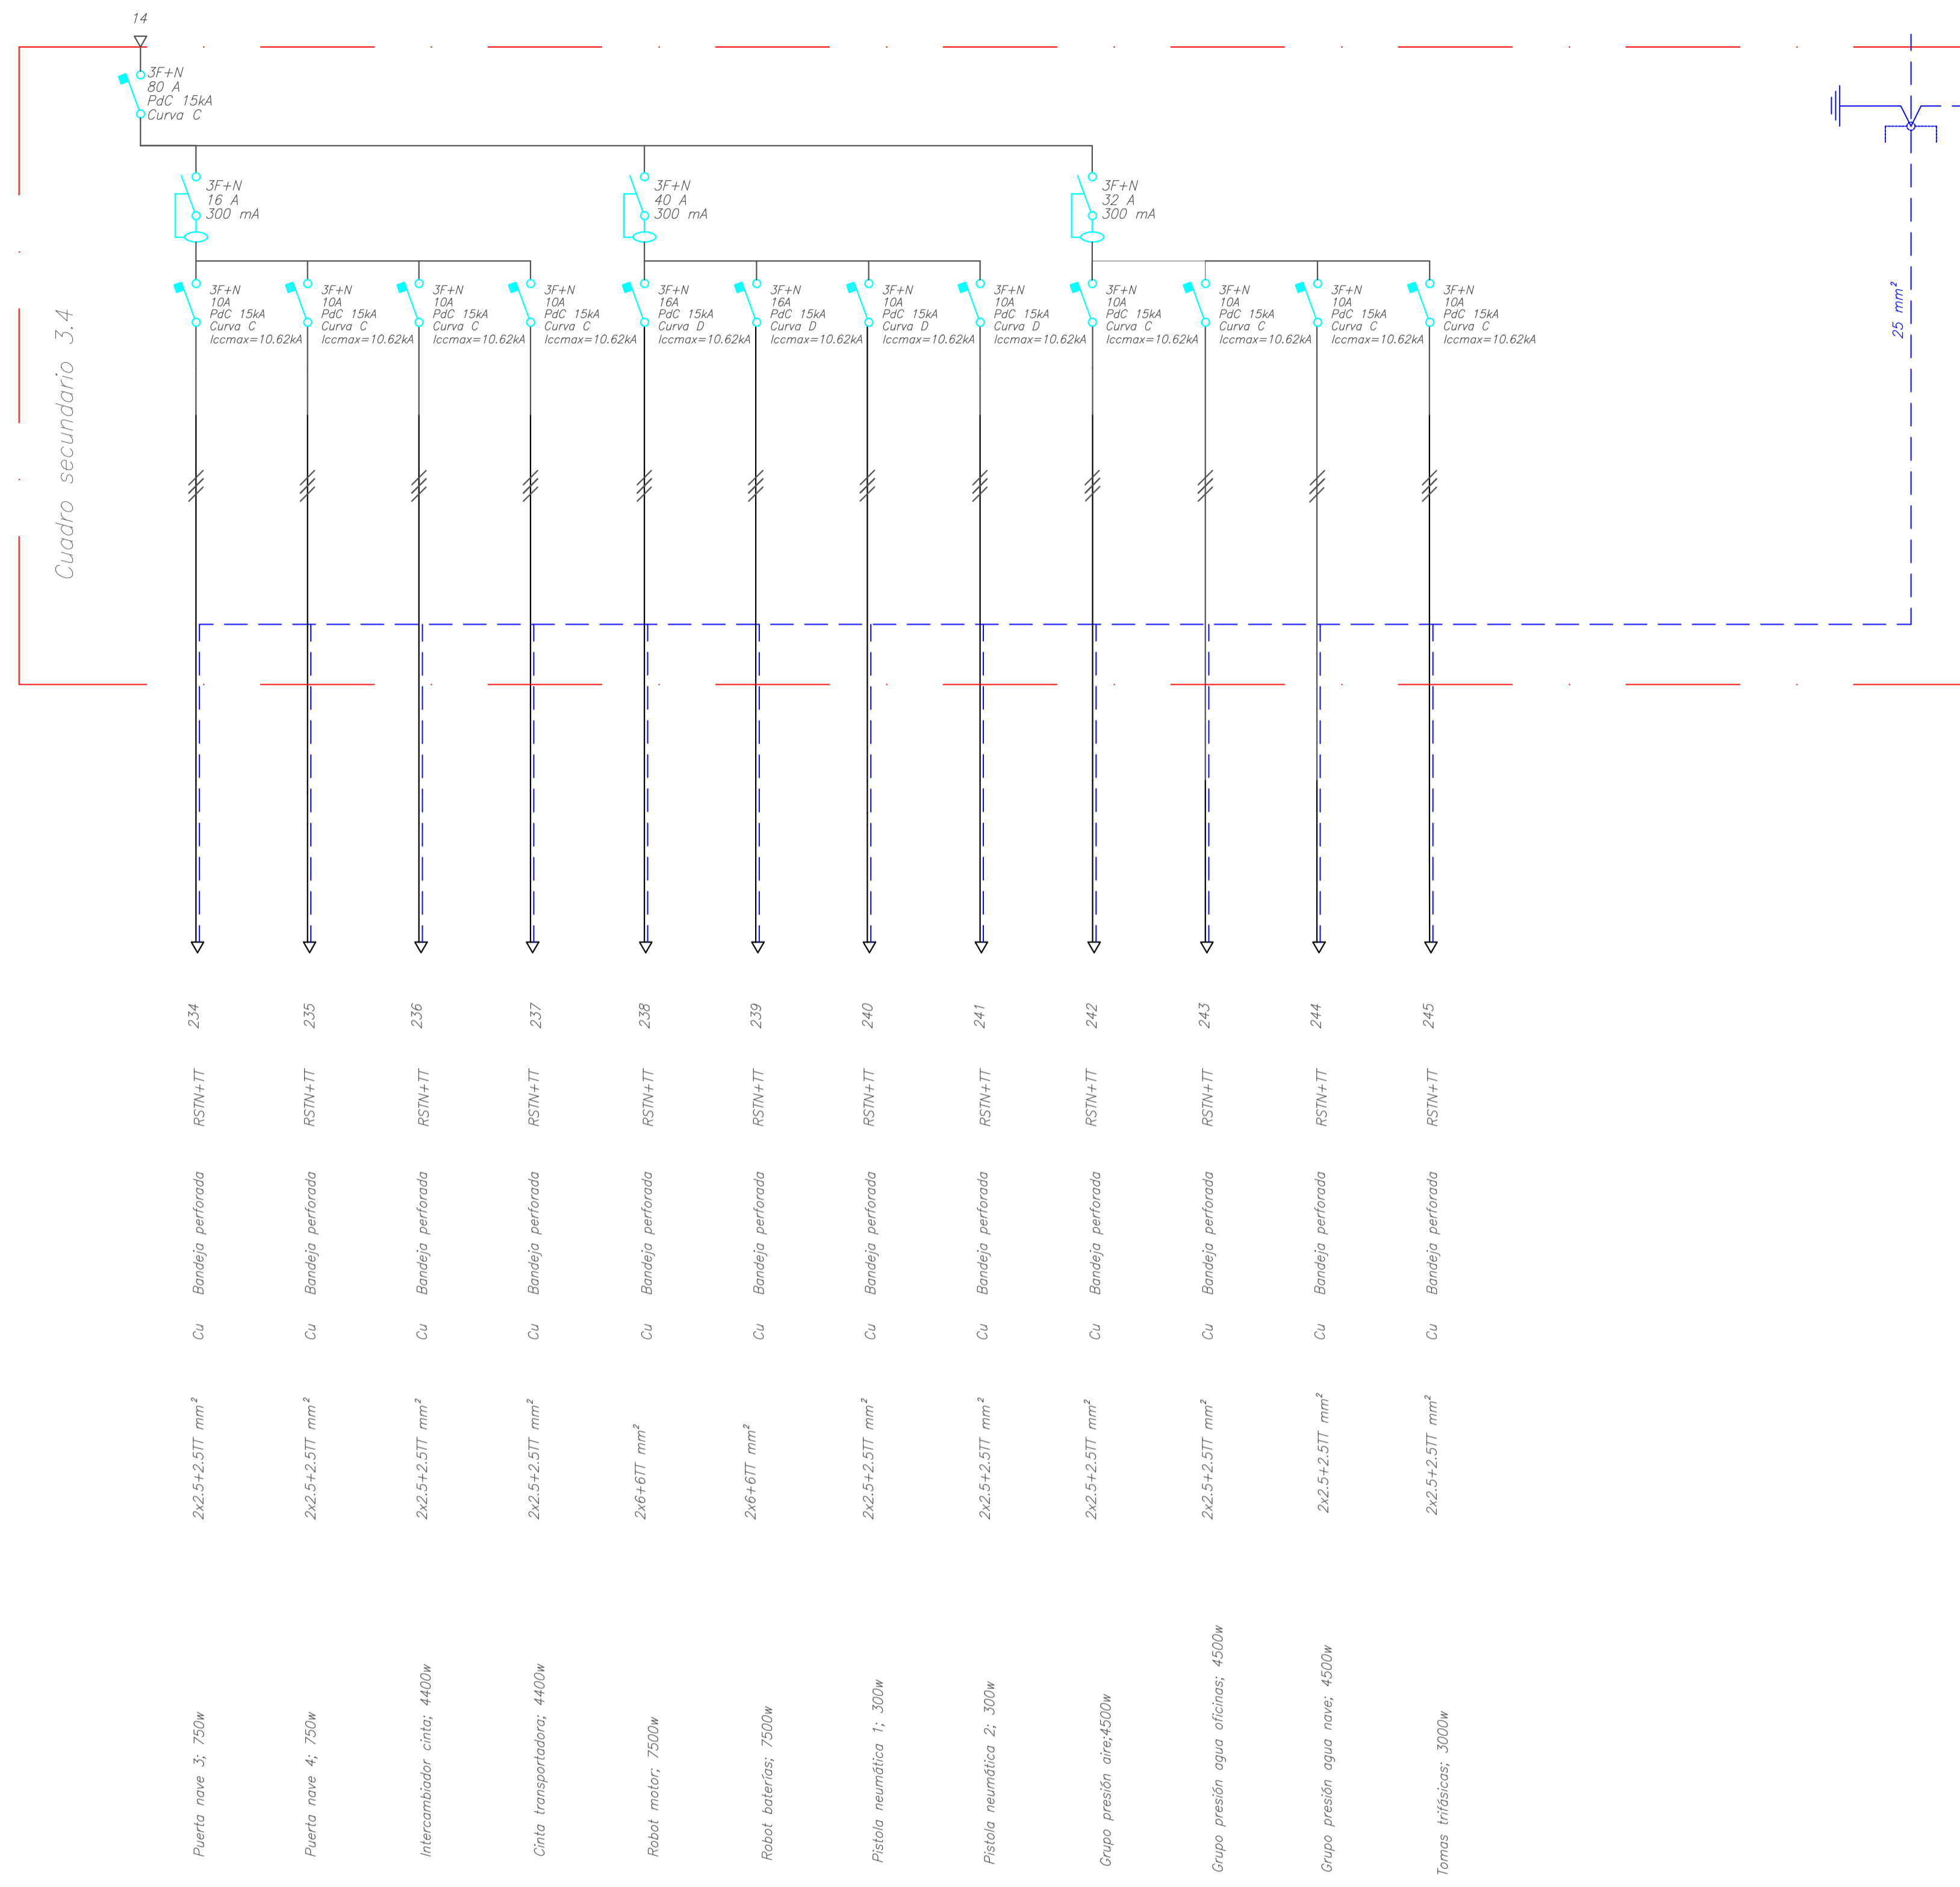 14
3F+N
80 A
PdC 15kA
Curva C
3F+N
16 A
300 mA
3F+N
40 A
300 mA
3F+N
32 A
300 mA
3F+N
10A
PdC 15kA
Curva C
Iccmax=10.62kA
3F+N
10A
PdC 15kA
Curva C
Iccmax=10.62kA
3F+N
10A
PdC 15kA
Curva C
Iccmax=10.62kA
3F+N
10A
PdC 15kA
Curva C
Iccmax=10.62kA
3F+N
16A
PdC 15kA
Curva D
Iccmax=10.62kA
3F+N
16A
PdC 15kA
Curva D
Iccmax=10.62kA
3F+N
10A
PdC 15kA
Curva D
Iccmax=10.62kA
3F+N
10A
PdC 15kA
Curva D
Iccmax=10.62kA
3F+N
10A
PdC 15kA
Curva C
Iccmax=10.62kA
3F+N
10A
PdC 15kA
Curva C
Iccmax=10.62kA
3F+N
10A
PdC 15kA
Curva C
Iccmax=10.62kA
3F+N
10A
PdC 15kA
Curva C
Iccmax=10.62kA
Cuadro secundario 3.4
25 mm²
Puerta nave 3; 750w 2x2.5+2.5TT mm² Cu Bandeja perforada RSTN+TT 234
Puerta nave 4; 750w 2x2.5+2.5TT mm² Cu Bandeja perforada RSTN+TT 235
Intercambiador cinta; 4400w 2x2.5+2.5TT mm² Cu Bandeja perforada RSTN+TT 236
Cinta transportadora; 4400w 2x2.5+2.5TT mm² Cu Bandeja perforada RSTN+TT 237
Robot motor; 7500w 2x6+6TT mm² Cu Bandeja perforada RSTN+TT 238
Robot baterías; 7500w 2x6+6TT mm² Cu Bandeja perforada RSTN+TT 239
Pistola neumática 1; 300w 2x2.5+2.5TT mm² Cu Bandeja perforada RSTN+TT 240
Pistola neumática 2; 300w 2x2.5+2.5TT mm² Cu Bandeja perforada RSTN+TT 241
Grupo presión aire;4500w 2x2.5+2.5TT mm² Cu Bandeja perforada RSTN+TT 242
Grupo presión agua oficinas; 4500w 2x2.5+2.5TT mm² Cu Bandeja perforada RSTN+TT 243
Grupo presión agua nave; 4500w 2x2.5+2.5TT mm² Cu Bandeja perforada RSTN+TT 244
Tomas trifásicas; 3000w 2x2.5+2.5TT mm² Cu Bandeja perforada RSTN+TT 245